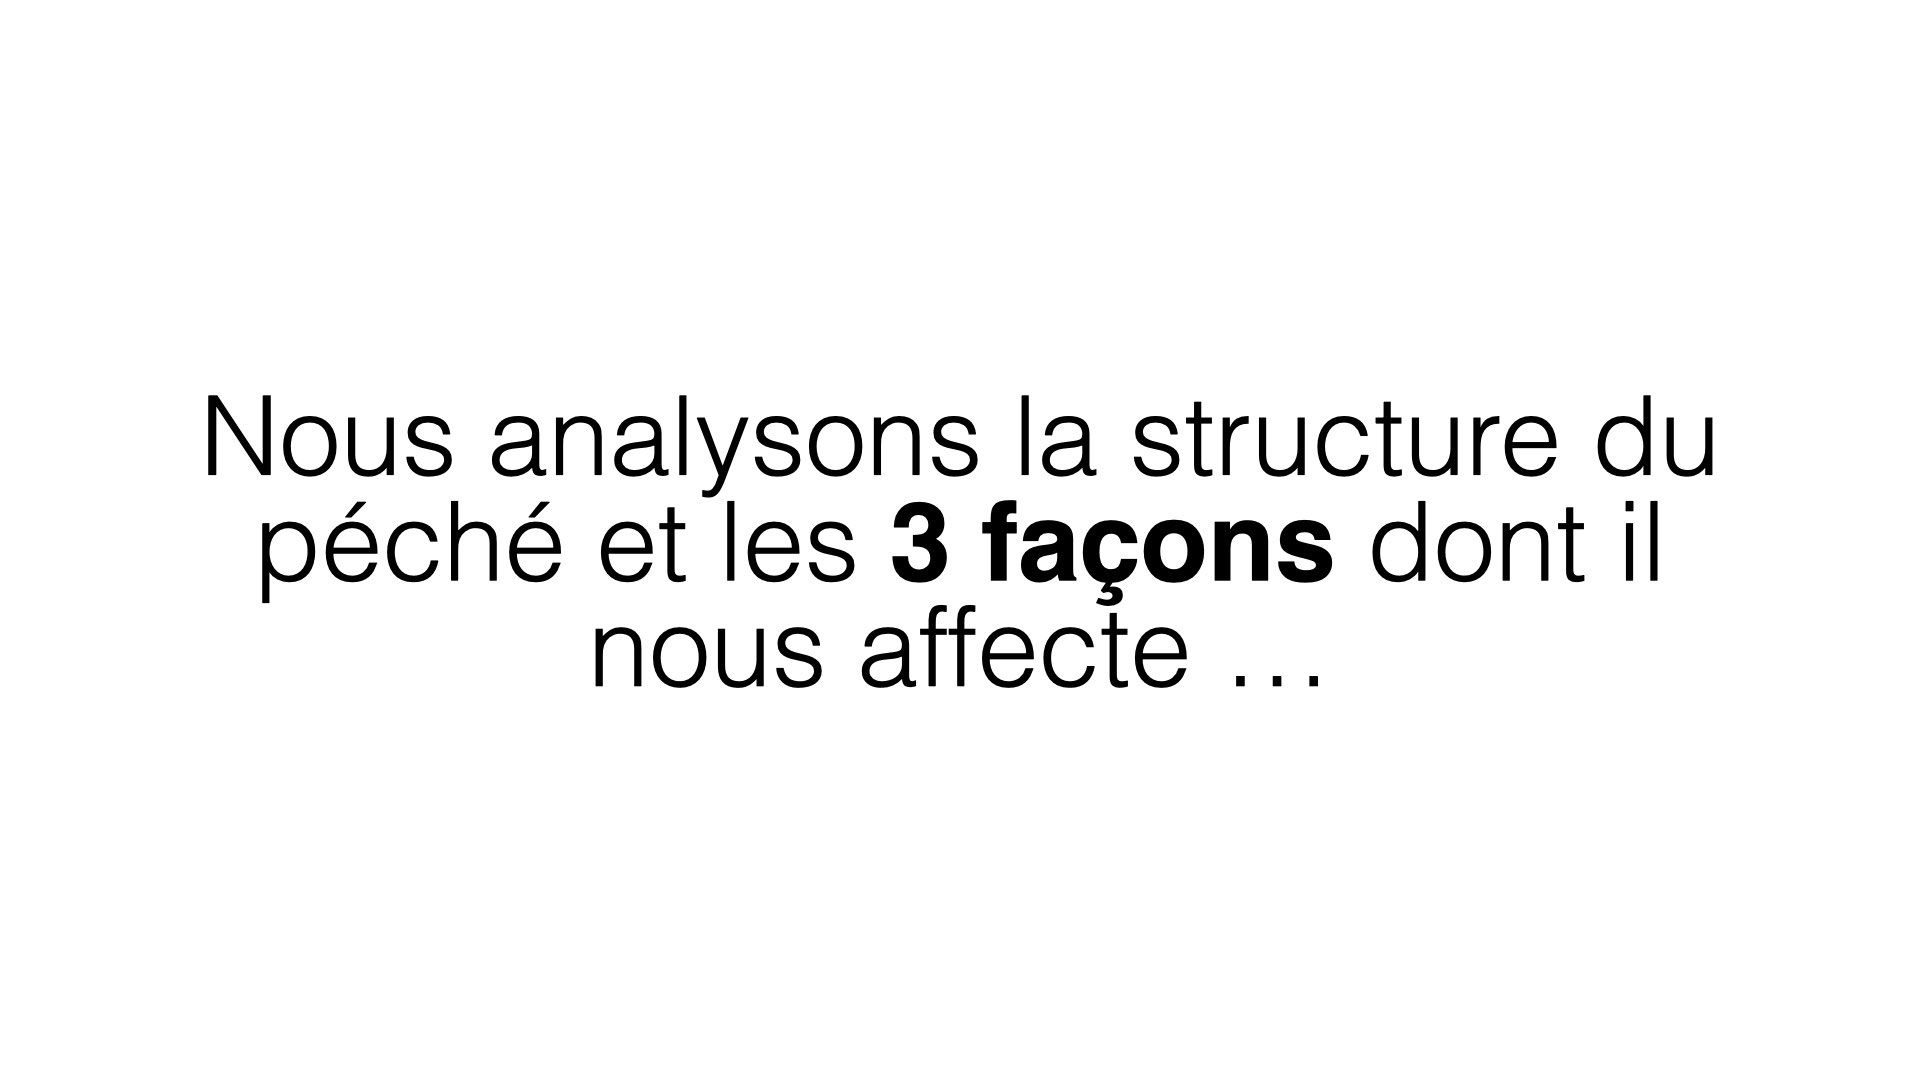 Nous analysons la structure du
péché et les 3 façons dont il
nous affecte …